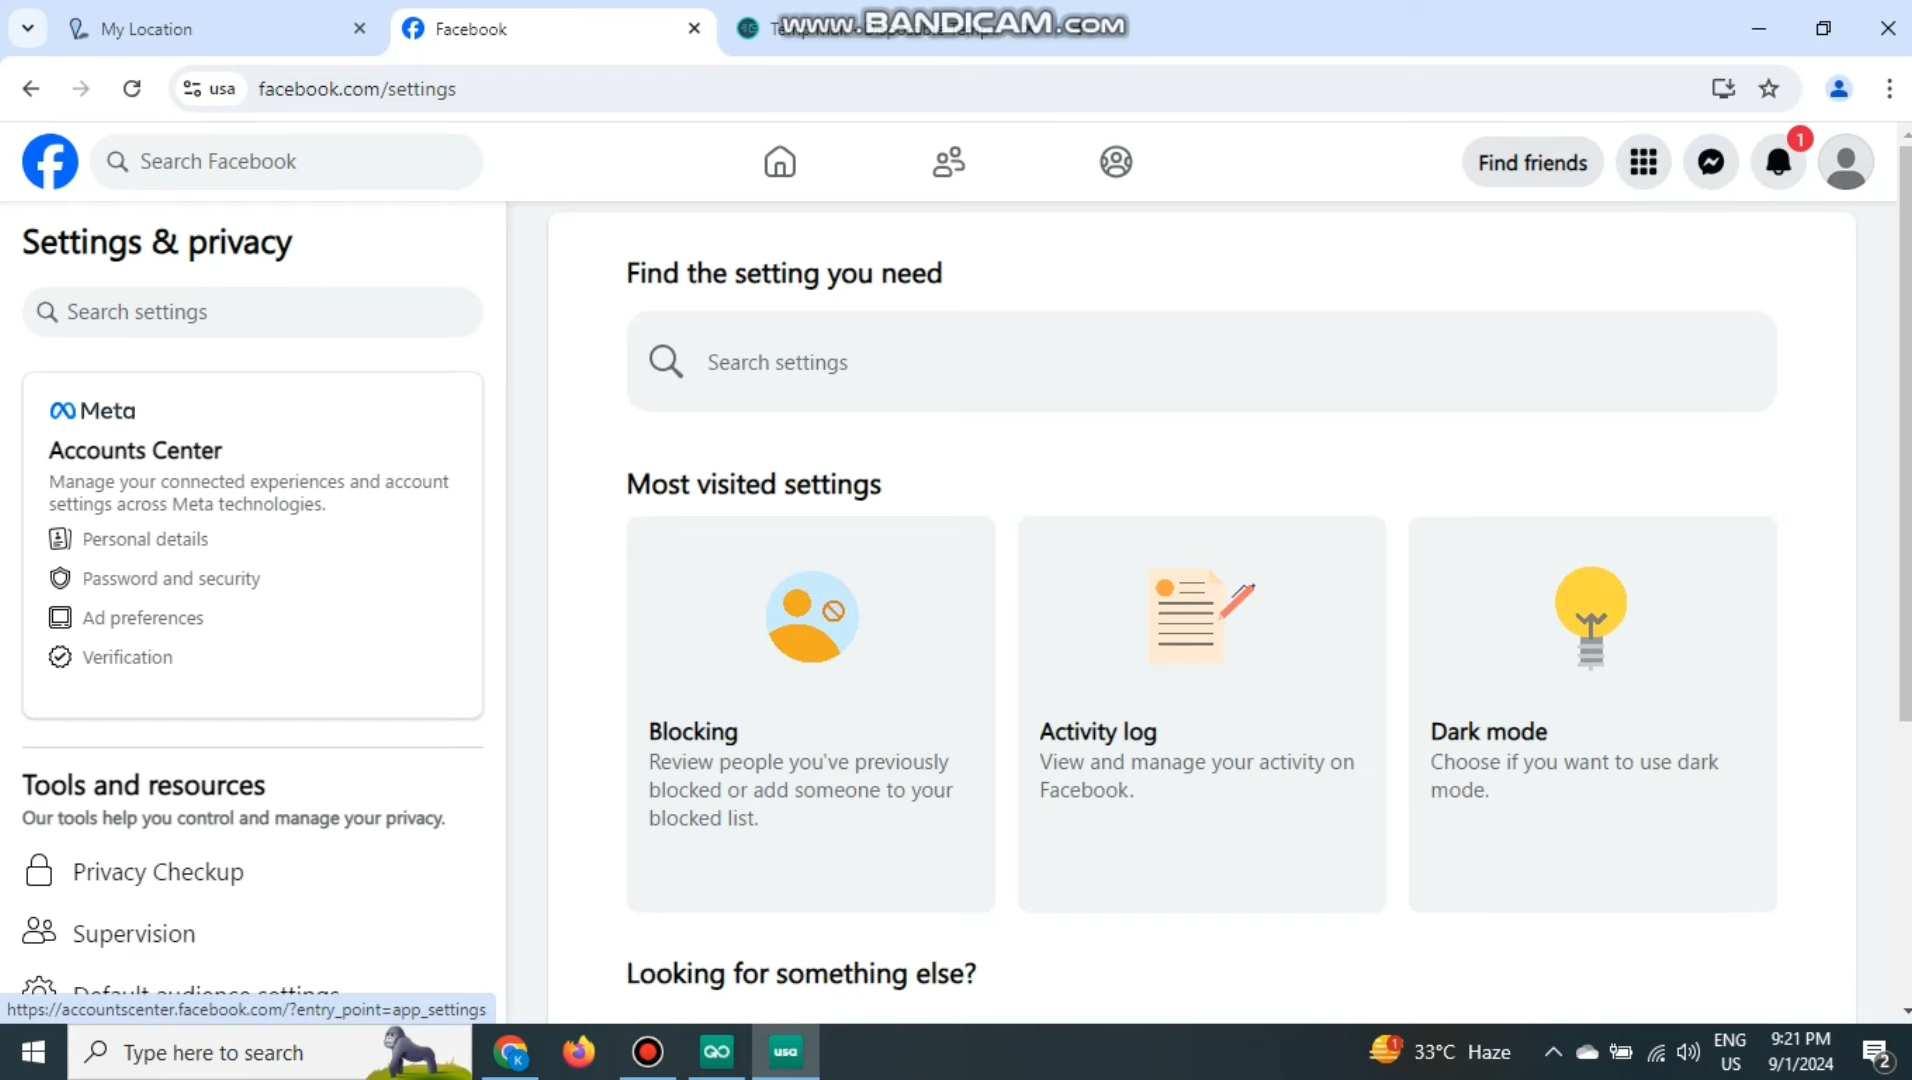 My Location
Facebook
www.BANDICAM.com
usa
facebook.com/settings
Search Facebook
Find friends
1
Settings & privacy
Search settings
Meta
Accounts Center
Manage your connected experiences and account
settings across Meta technologies.
Personal details
Password and security
Ad preferences
Verification
Tools and resources
Our tools help you control and manage your privacy.
Privacy Checkup
Supervision
Default audience settings
https://accountscenter.facebook.com/?entry_point=app_settings
Find the setting you need
Search settings
Most visited settings
Blocking
Review people you've previously
blocked or add someone to your
blocked list.
Activity log
View and manage your activity on
Facebook.
Dark mode
Choose if you want to use dark
mode.
Looking for something else?
Type here to search
K
usa
1
33°C Haze
ENG
US
9:21 PM
9/1/2024
2